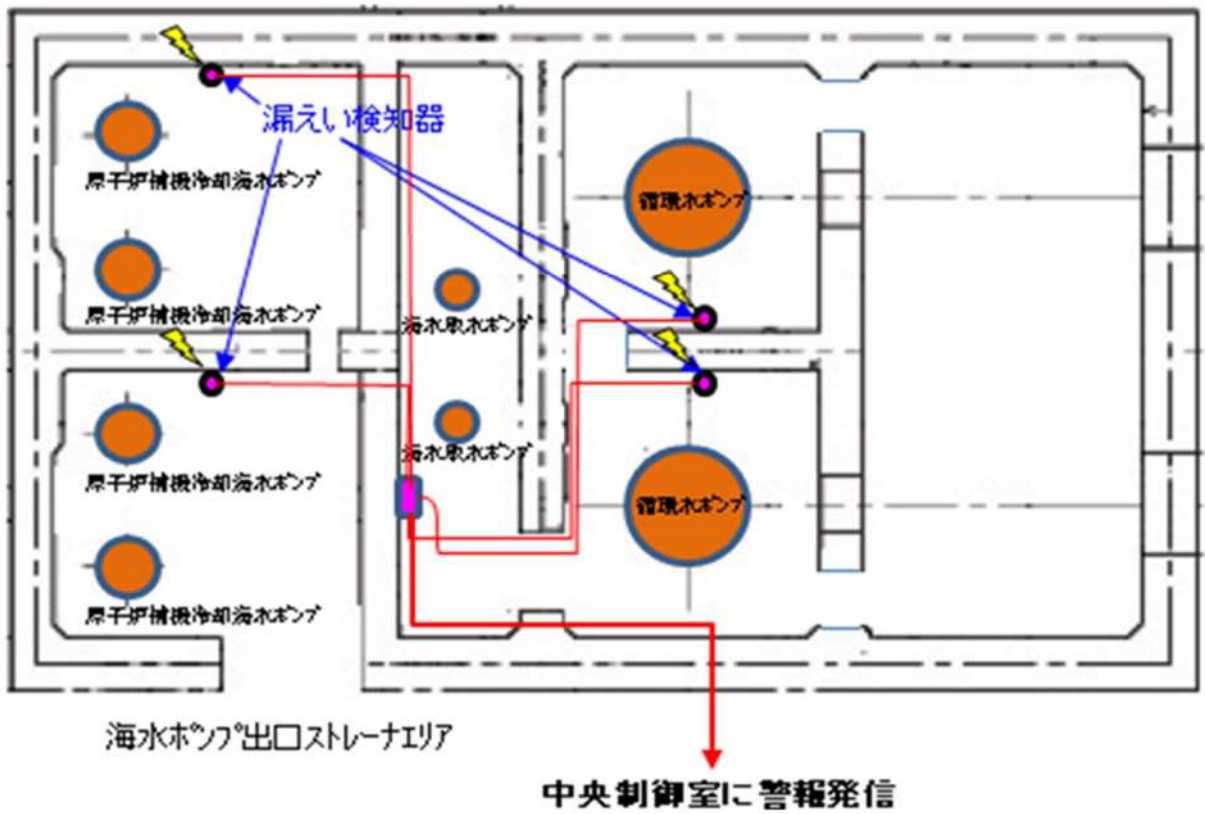 漏えい検知器
原子炉補機冷却海水ポンプ
循環水ポンプ
原子炉補機冷却海水ポンプ
海水取水ポンプ
原子炉補機冷却海水ポンプ
海水取水ポンプ
循環水ポンプ
原子炉補機冷却海水ポンプ
海水ポンプ出口ストレーナエリア
中央制御室に警報発信